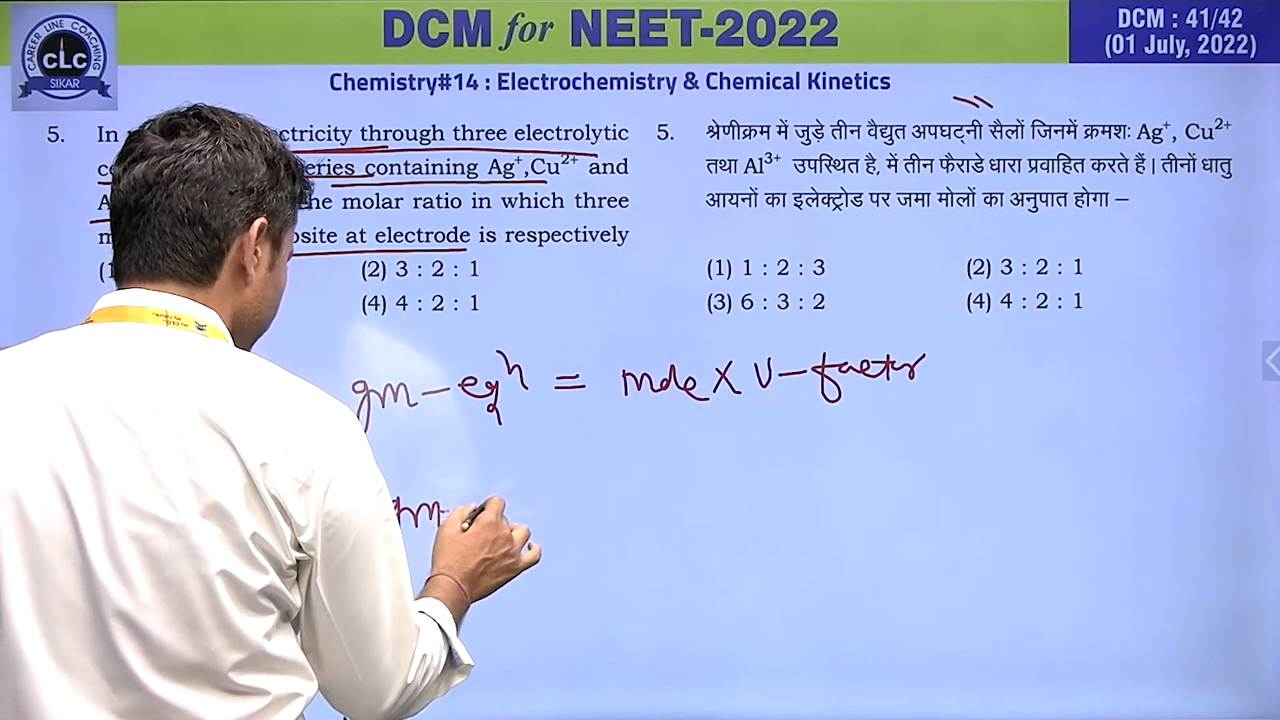 CAREER LINE COACHING
CLC
SIKAR
DCM for NEET-2022
DCM : 41/42
(01 July, 2022)
Chemistry#14 : Electrochemistry & Chemical Kinetics
5. In ctricity through three electrolytic
eries containing Ag⁺,Cu²⁺ and
A he molar ratio in which three
m osite at electrode is respectively
(2) 3 : 2 : 1
(4) 4 : 2 : 1
5. श्रेणीक्रम में जुड़े तीन वैद्युत अपघट्नी सैलों जिनमें क्रमशः Ag⁺, Cu²⁺
तथा Al³⁺ उपस्थित है, में तीन फैराडे धारा प्रवाहित करते हैं। तीनों धातु
आयनों का इलेक्ट्रोड पर जमा मोलों का अनुपात होगा –
(1) 1 : 2 : 3 (2) 3 : 2 : 1
(3) 6 : 3 : 2 (4) 4 : 2 : 1
gm - eqⁿ = mole X V - factor
gm-